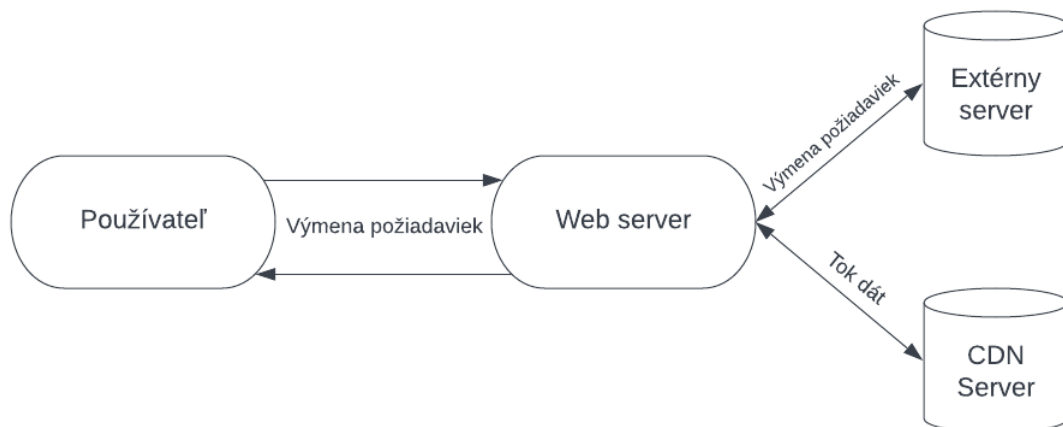 Extérny
server
Výmena požiadaviek
Používateľ
Výmena požiadaviek
Web server
Tok dát
CDN
Server